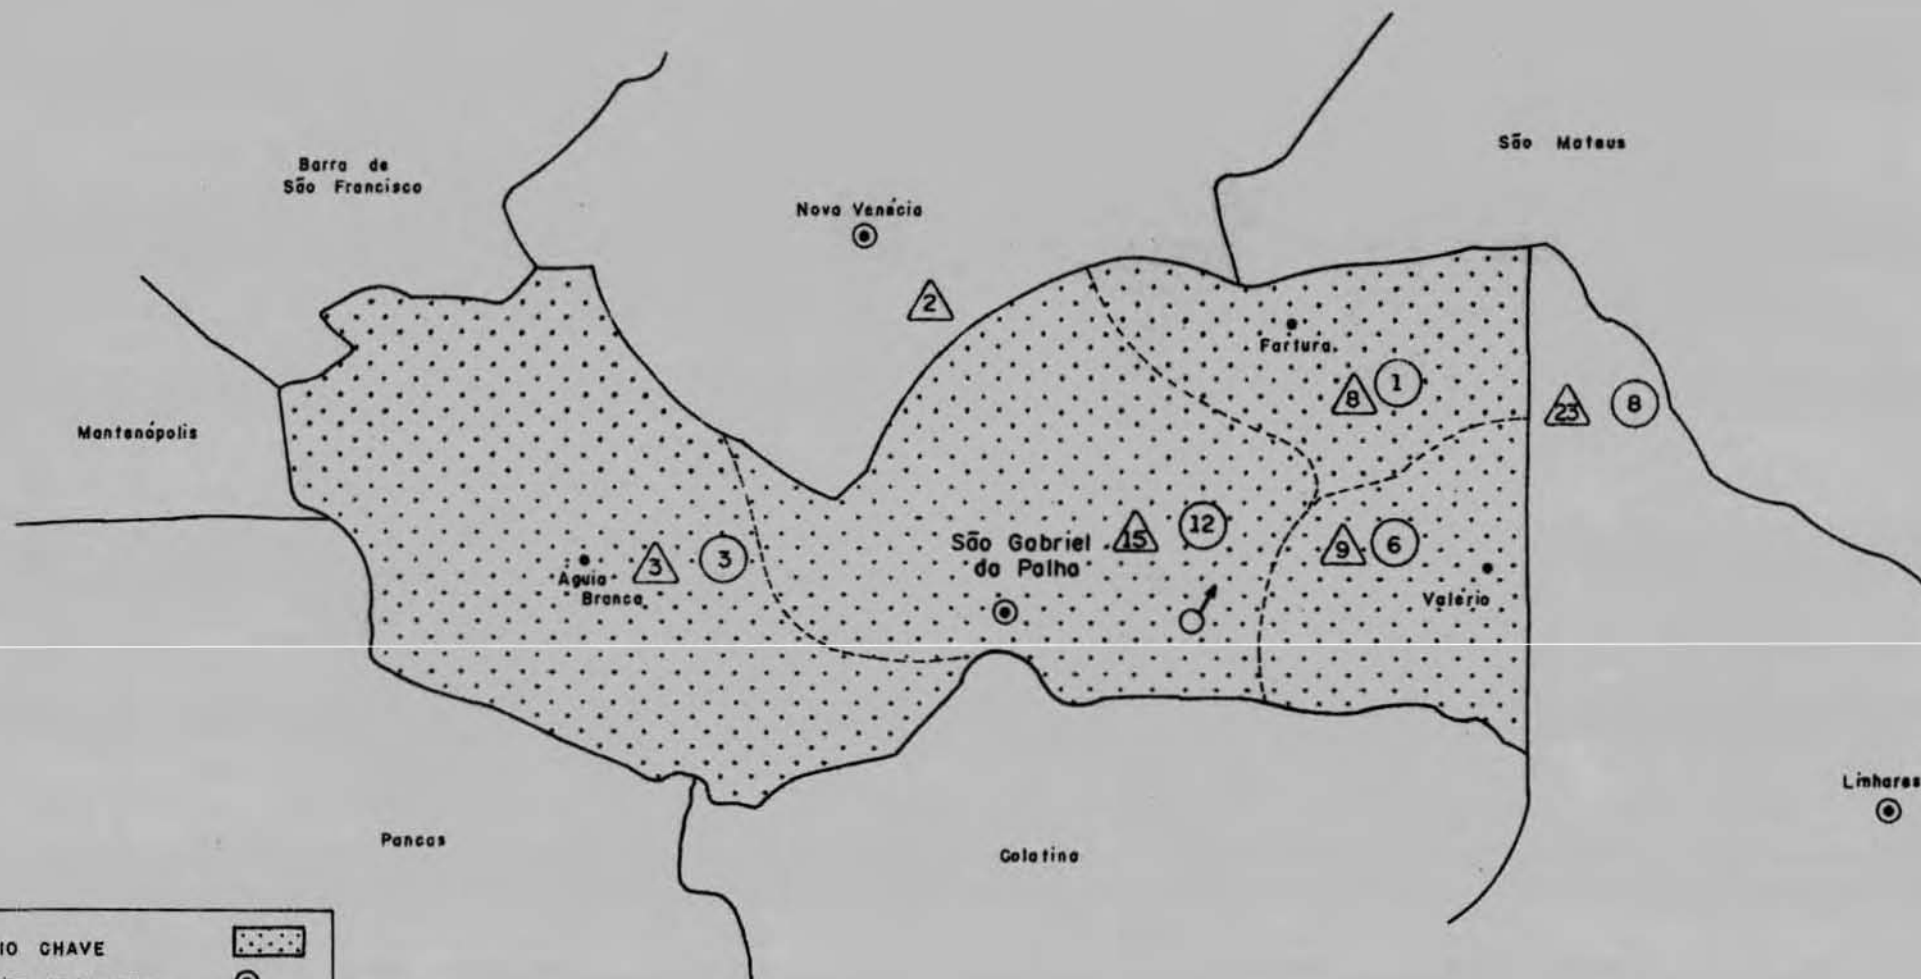 Barra de
São Francisco
Nova Venécia
São Mateus
2
Fartura
8
1
23
8
Mantenópolis
São Gabriel
da Palha
15
12
9
6
Águia
Branca
3
3
Valério
Linhares
Pancas
Colatina
IO CHAVE